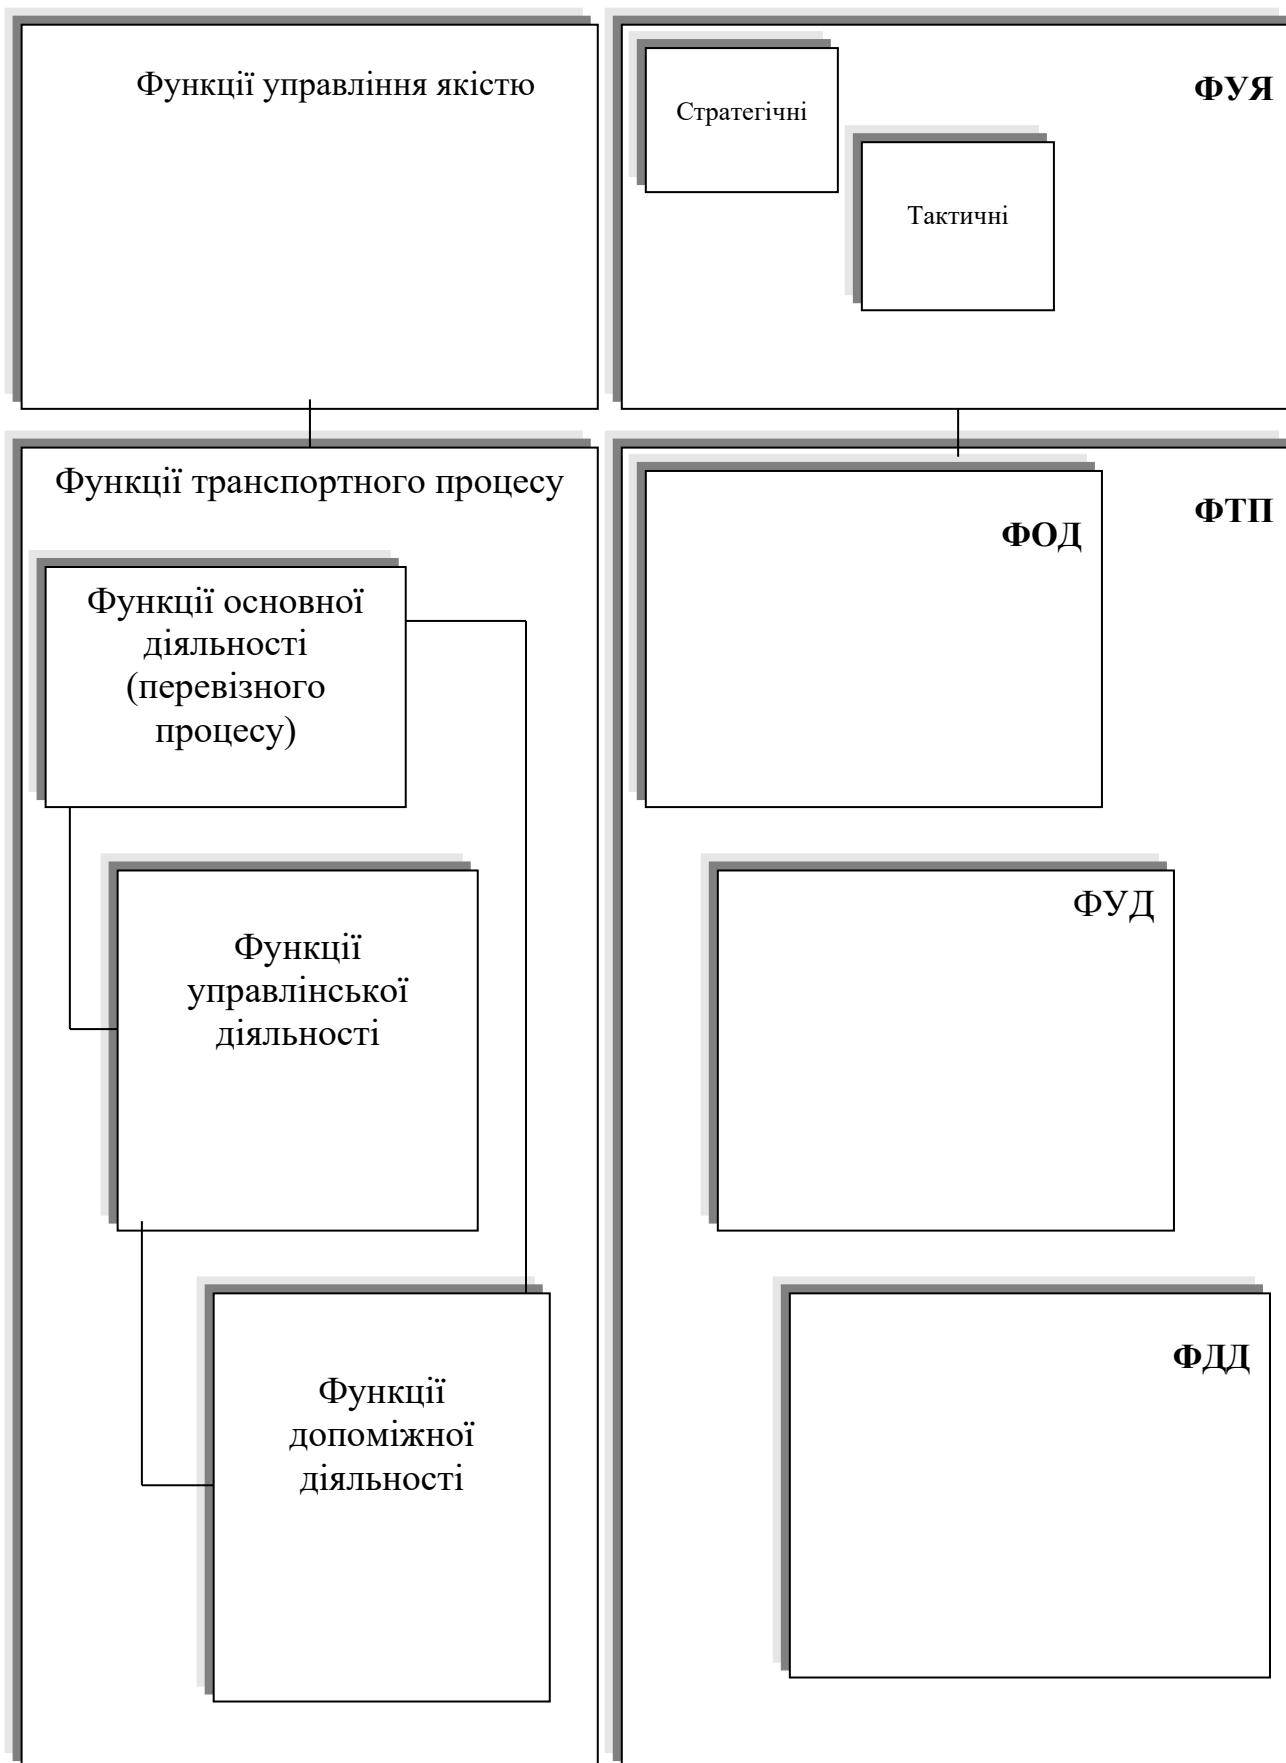 Функції управління якістю
ФУЯ
Стратегічні
Тактичні
Функції транспортного процесу
Функції основної
діяльності
(перевізного
процесу)
Функції
управлінської
діяльності
Функції
допоміжної
діяльності
ФТП
ФОД
ФУД
ФДД